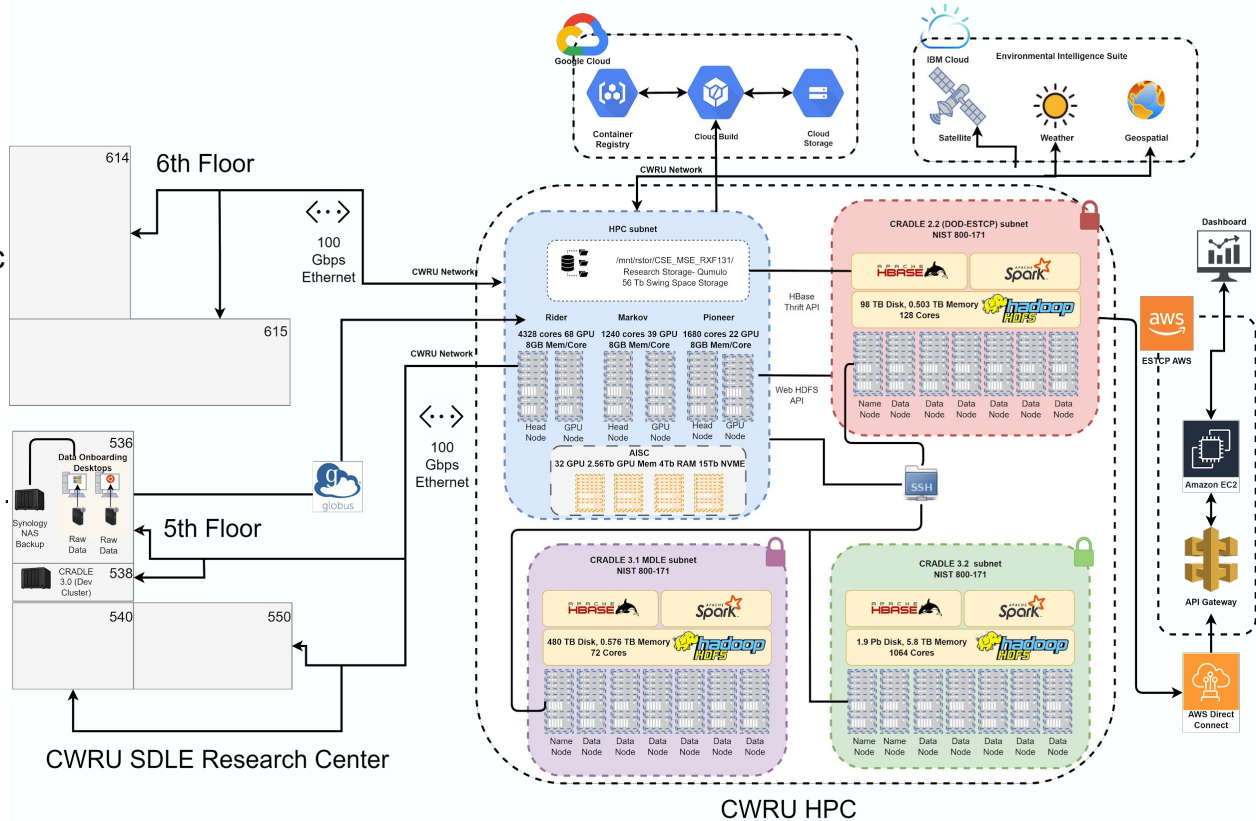 Google Cloud
Container
Registry
Cloud Build
Cloud
Storage
IBM Cloud
Environmental Intelligence Suite
Satellite
Weather
Geospatial
CWRU Network
614
6th Floor
100
Gbps
Ethernet
CWRU Network
615
c
HPC subnet
/mnt/rstor/CSE_MSE_RXF131/
Research Storage- Qumulo
56 Tb Swing Space Storage
Rider
4328 cores 68 GPU
8GB Mem/Core
Markov
1240 cores 39 GPU
8GB Mem/Core
Pioneer
1680 cores 22 GPU
8GB Mem/Core
CWRU Network
Head
Node
GPU
Node
Head
Node
GPU
Node
Head
Node
GPU
Node
AISC
32 GPU 2.56Tb GPU Mem 4Tb RAM 15Tb NVME
HBase
Thrift API
Web HDFS
API
CRADLE 2.2 (DOD-ESTCP) subnet
NIST 800-171
APACHE
HBASE
APACHE
Spark
98 TB Disk, 0.503 TB Memory
128 Cores
hadoop
HDFS
Name
Node
Data
Node
Data
Node
Data
Node
Data
Node
Data
Node
Data
Node
Dashboard
aws
ESTCP AWS
Amazon EC2
API Gateway
AWS Direct
Connect
536
Data Onboarding
Desktops
Synology
NAS
Backup
Raw
Data
Raw
Data
g
globus
100
Gbps
Ethernet
5th Floor
538
CRADLE
3.0 (Dev
Cluster)
540
550
CWRU SDLE Research Center
SSH
CRADLE 3.1 MDLE subnet
NIST 800-171
APACHE
HBASE
APACHE
Spark
480 TB Disk, 0.576 TB Memory
72 Cores
hadoop
HDFS
Name
Node
Data
Node
Data
Node
Data
Node
Data
Node
Data
Node
Data
Node
CRADLE 3.2 subnet
NIST 800-171
APACHE
HBASE
APACHE
Spark
1.9 Pb Disk, 5.8 TB Memory
1064 Cores
hadoop
HDFS
Name
Node
Name
Node
Data
Node
Data
Node
Data
Node
Data
Node
Data
Node
CWRU HPC